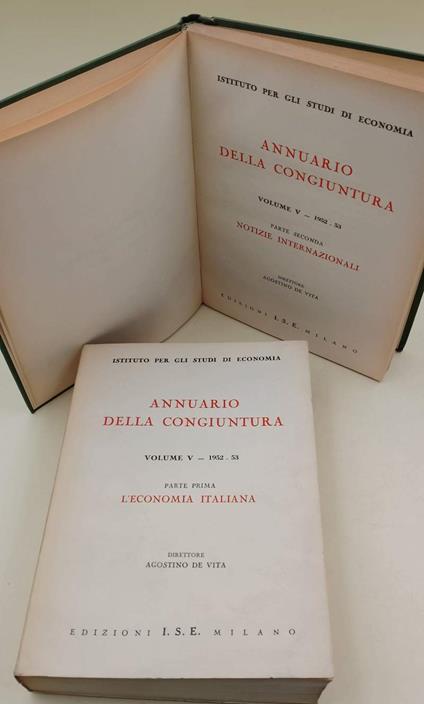 ISTITUTO PER GLI STUDI DI ECONOMIA
ANNUARIO
DELLA CONGIUNTURA
VOLUME V — 1952 . 53
PARTE SECONDA
NOTIZIE INTERNAZIONALI
DIRETTORE
AGOSTINO DE VITA
EDIZIONI I. S. E. MILANO
ISTITUTO PER GLI STUDI DI ECONOMIA
ANNUARIO
DELLA CONGIUNTURA
VOLUME V — 1952 . 53
PARTE PRIMA
L'ECONOMIA ITALIANA
DIRETTORE
AGOSTINO DE VITA
EDIZIONI I. S. E. MILANO